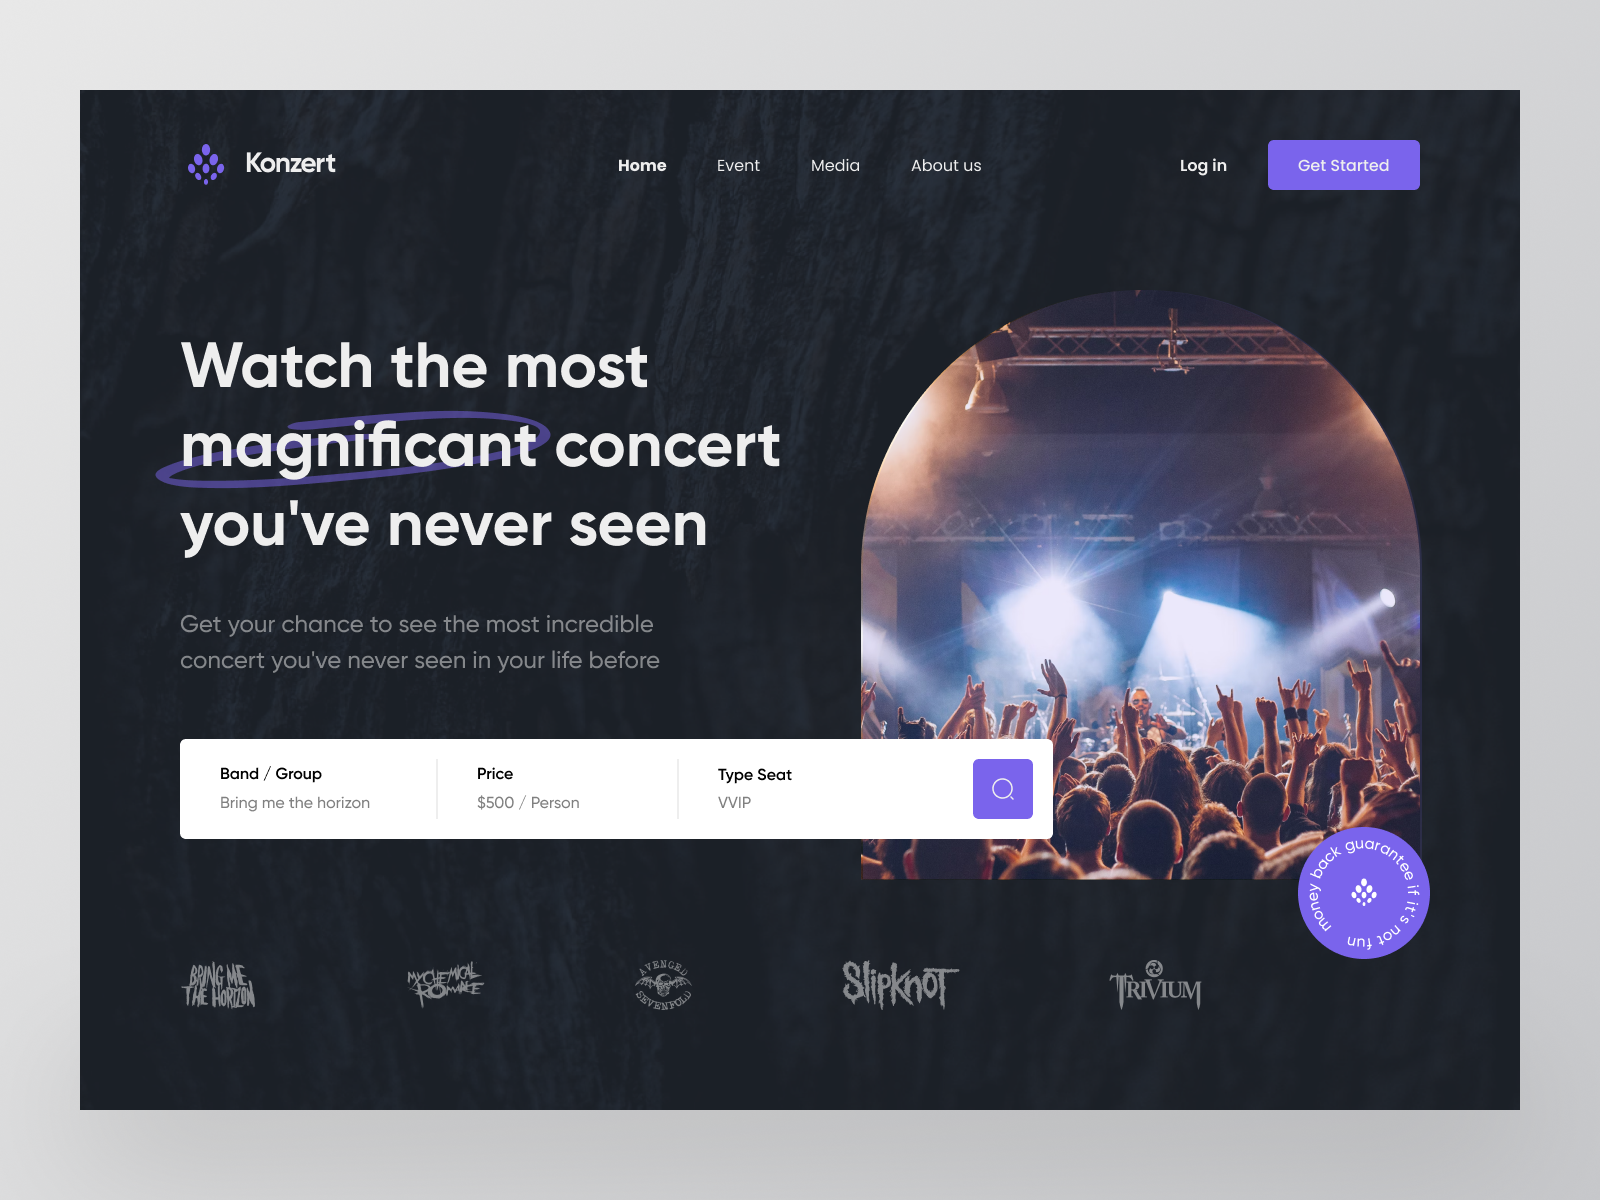 Konzert
Home Event Media About us
Log in Get Started
Watch the most
magnificant concert
you've never seen
Get your chance to see the most incredible
concert you've never seen in your life before
Band / Group
Bring me the horizon
Price
$500 / Person
Type Seat
VVIP
money back guarantee if it's not fun
BRING ME
THE HORIZON
MY CHEMICAL
ROMANCE
AVENGED
SEVENFOLD
Slipknot
TRIVIUM